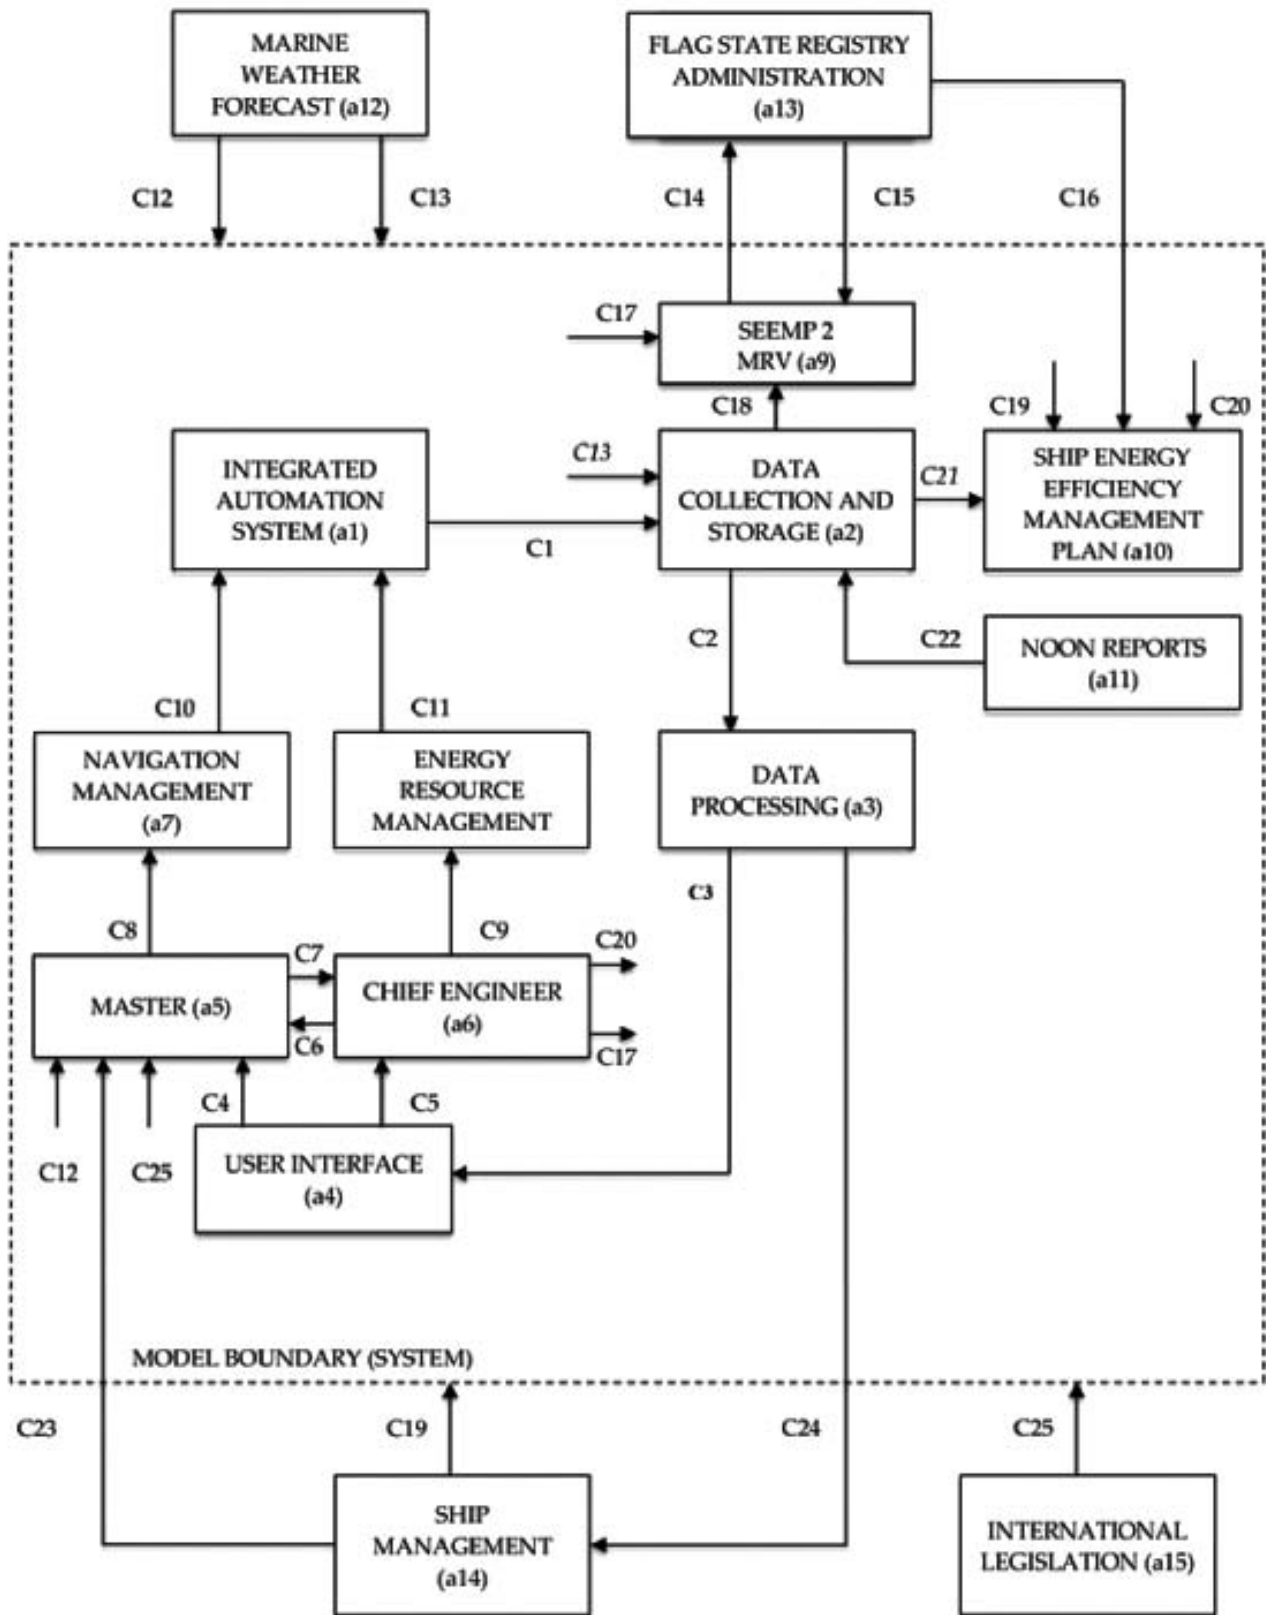 MARINE
WEATHER
FORECAST (a12)
FLAG STATE REGISTRY
ADMINISTRATION
(a13)
C12
C13
C14
C15
C16
C17
SEEMP 2
MRV (a9)
C18
C19
C20
INTEGRATED
AUTOMATION
SYSTEM (a1)
C13
DATA
COLLECTION AND
STORAGE (a2)
C21
SHIP ENERGY
EFFICIENCY
MANAGEMENT
PLAN (a10)
C1
C2
C22
NOON REPORTS
(a11)
C10
C11
NAVIGATION
MANAGEMENT
(a7)
ENERGY
RESOURCE
MANAGEMENT
DATA
PROCESSING (a3)
C3
C8
C9
C7
C20
MASTER (a5)
CHIEF ENGINEER
(a6)
C6
C17
C4
C5
C12
C25
USER INTERFACE
(a4)
MODEL BOUNDARY (SYSTEM)
C23
C19
C24
C25
SHIP
MANAGEMENT
(a14)
INTERNATIONAL
LEGISLATION (a15)